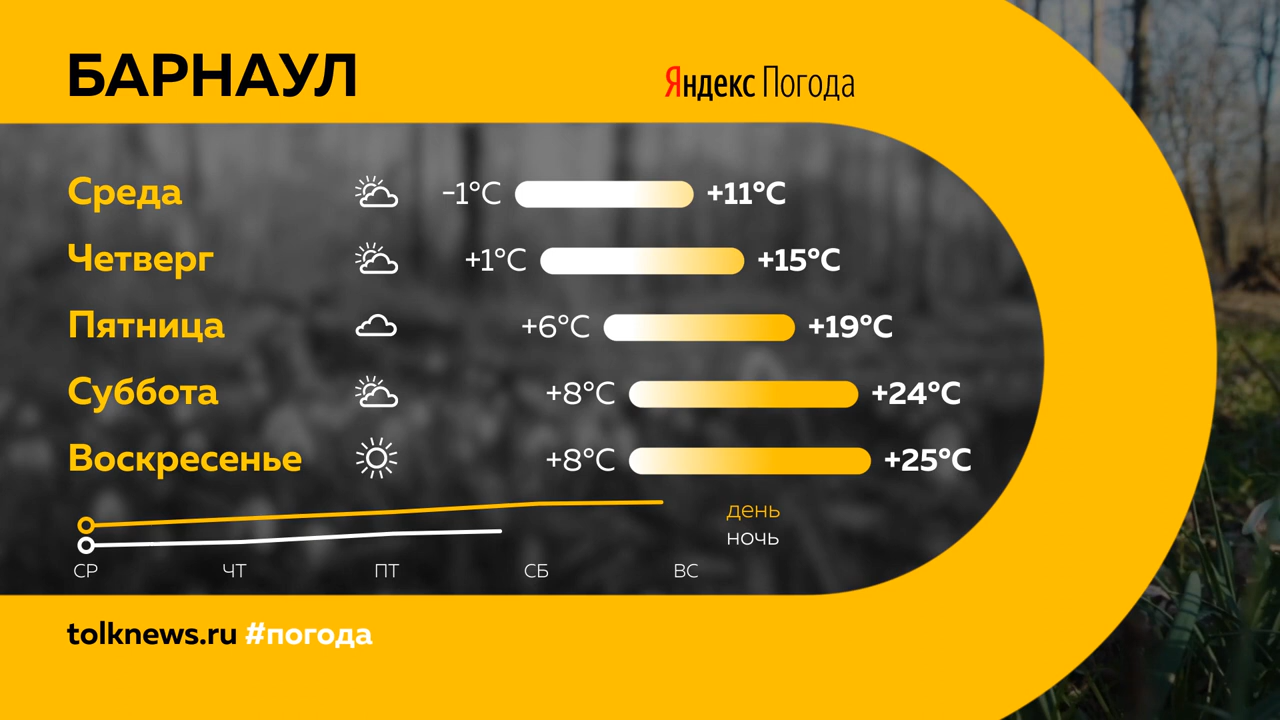 БАРНАУЛ
Яндекс Погода
Среда −1°C +11°C
Четверг +1°C +15°C
Пятница +6°C +19°C
Суббота +8°C +24°C
Воскресенье +8°C +25°C
день
ночь
СР ЧТ ПТ СБ ВС
tolknews.ru #погода